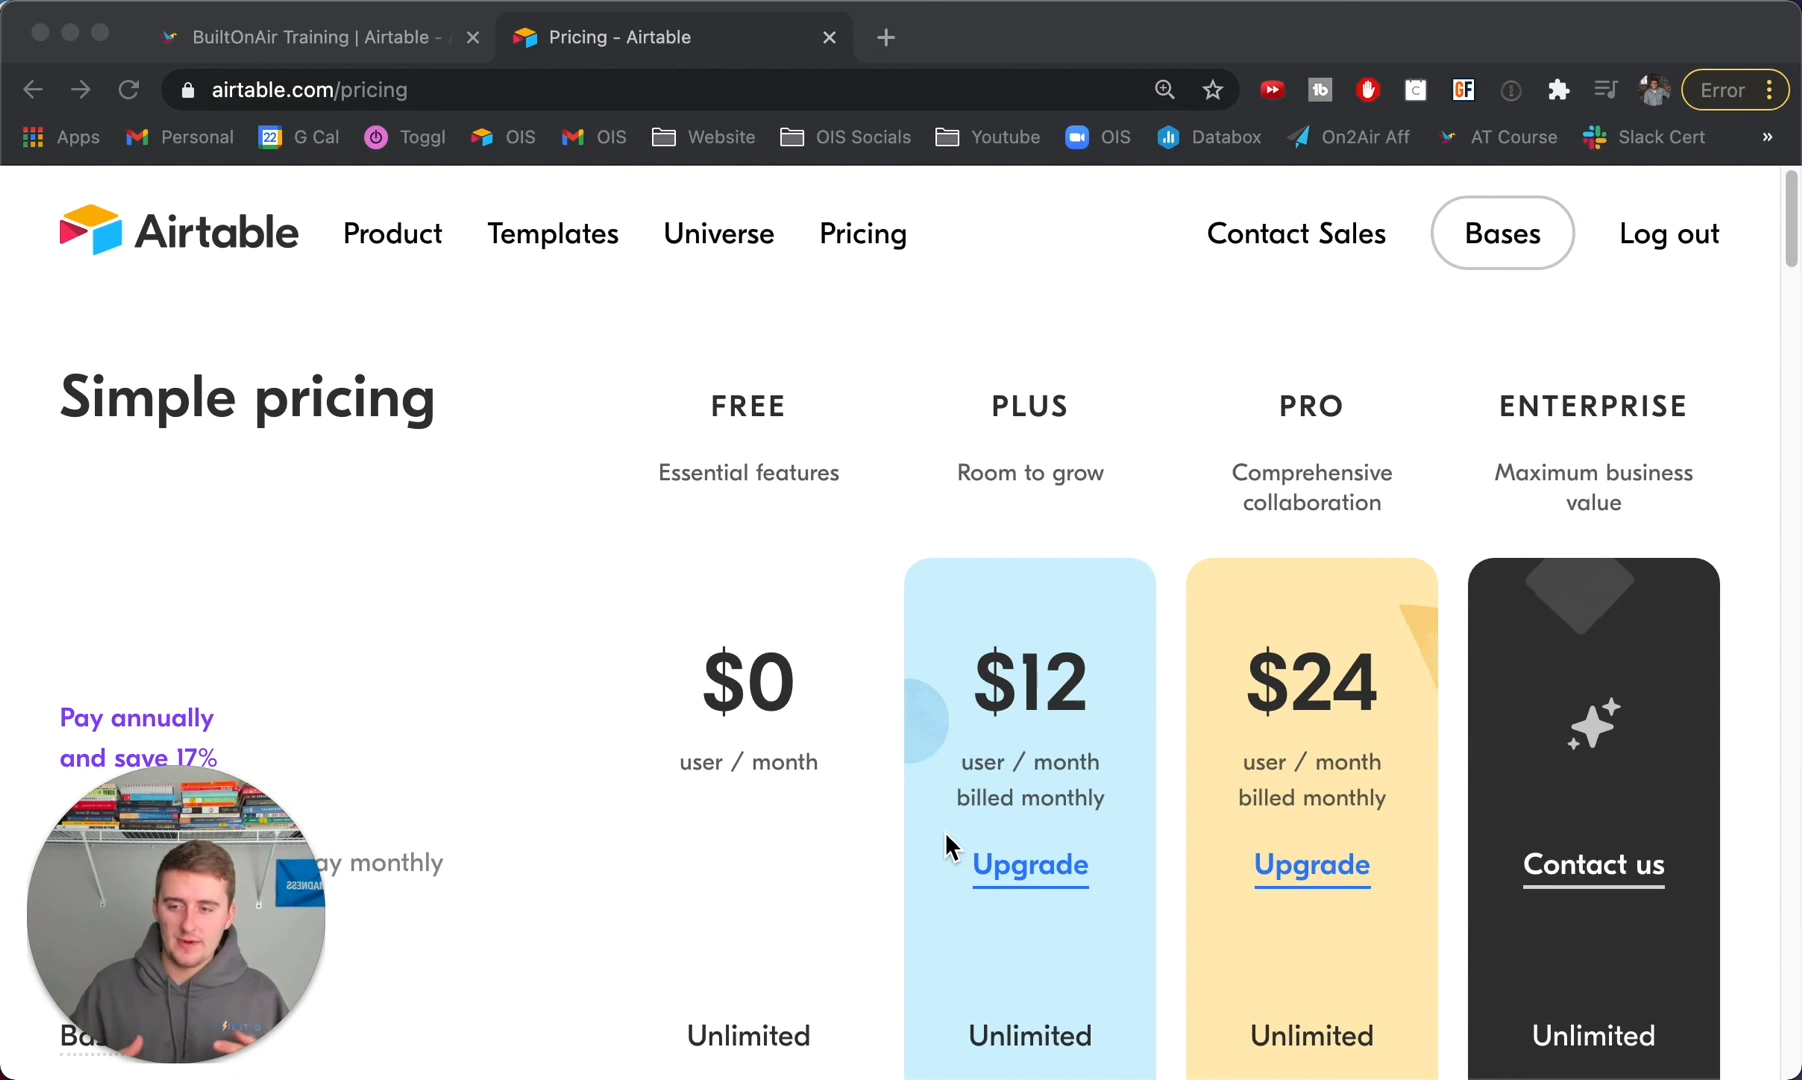 BuiltOnAir Training | Airtable -
Pricing - Airtable
airtable.com/pricing
Error
Apps
Personal
22
G Cal
Toggl
OIS
OIS
Website
OIS Socials
Youtube
OIS
Databox
On2Air Aff
AT Course
Slack Cert
»
tb
C
GF
Airtable
Product
Templates
Universe
Pricing
Contact Sales
Bases
Log out
Simple pricing
FREE
PLUS
PRO
ENTERPRISE
Essential features
Room to grow
Comprehensive
collaboration
Maximum business
value
Pay annually
and save 17%
ay monthly
$0
user / month
$12
user / month
billed monthly
Upgrade
$24
user / month
billed monthly
Upgrade
Contact us
Unlimited
Unlimited
Unlimited
Unlimited